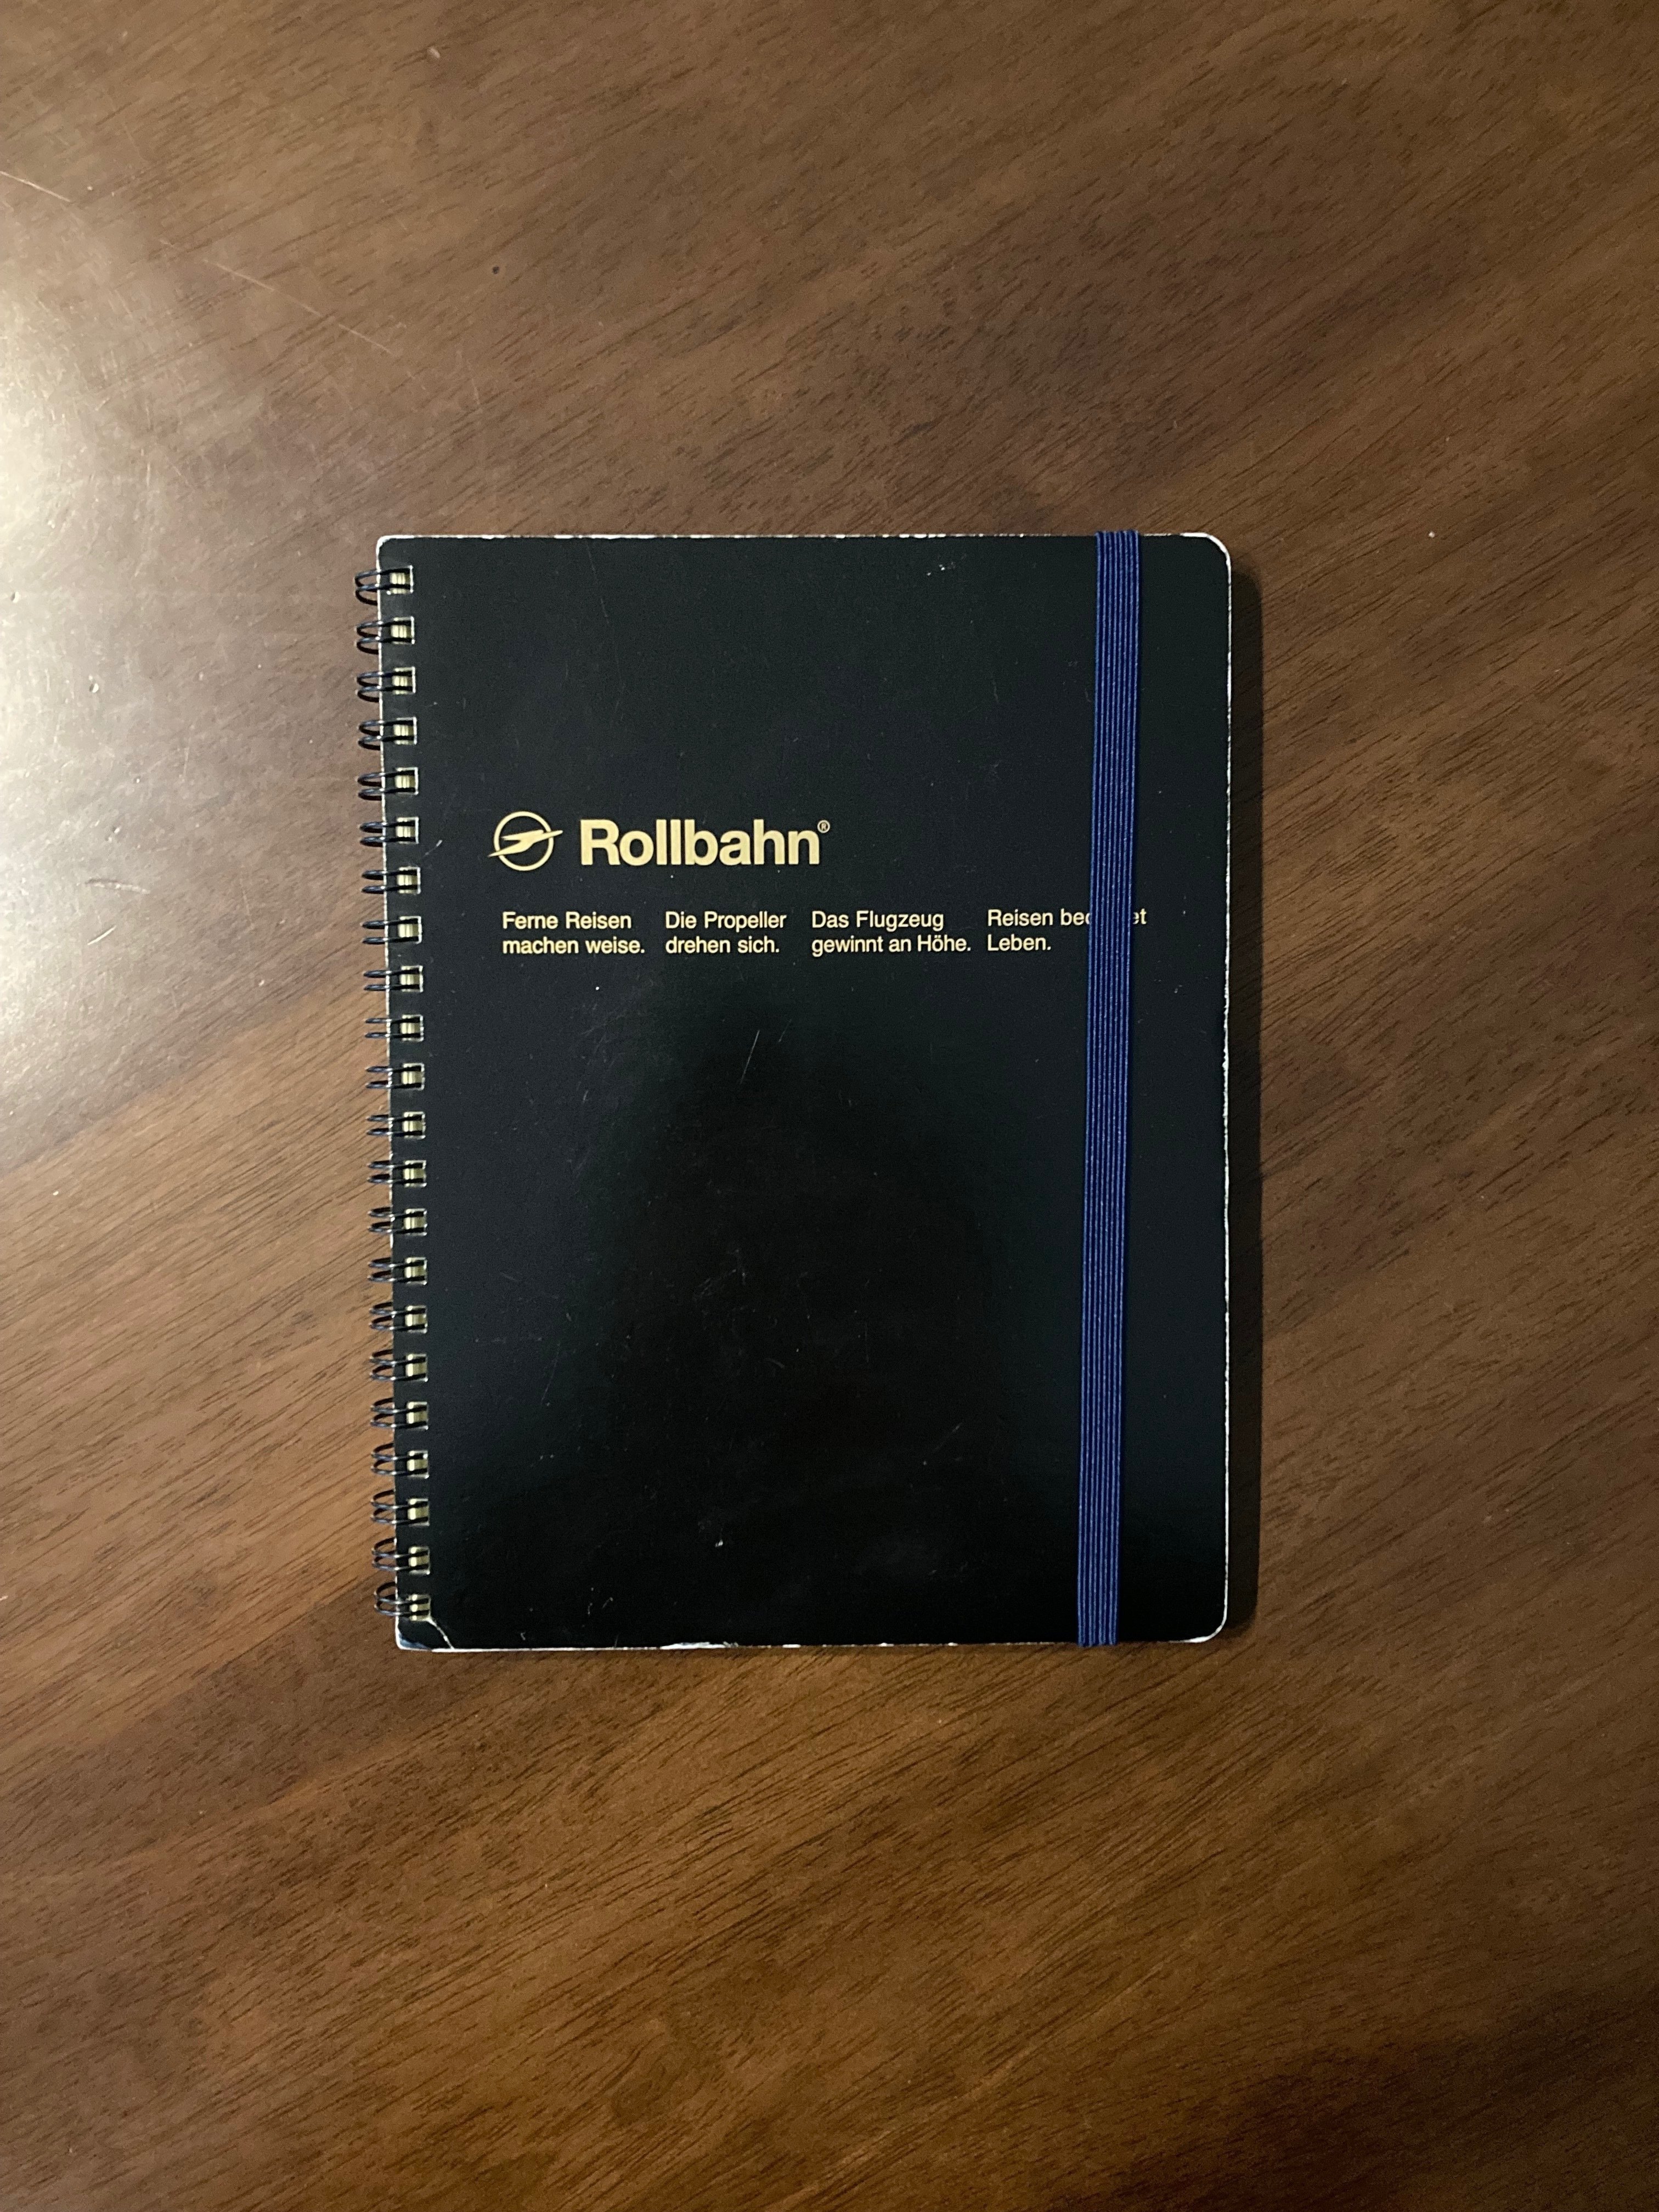 Rollbahn®
Ferne Reisen
machen weise.
Die Propeller
drehen sich.
Das Flugzeug
gewinnt an Höhe.
Reisen
Leben.